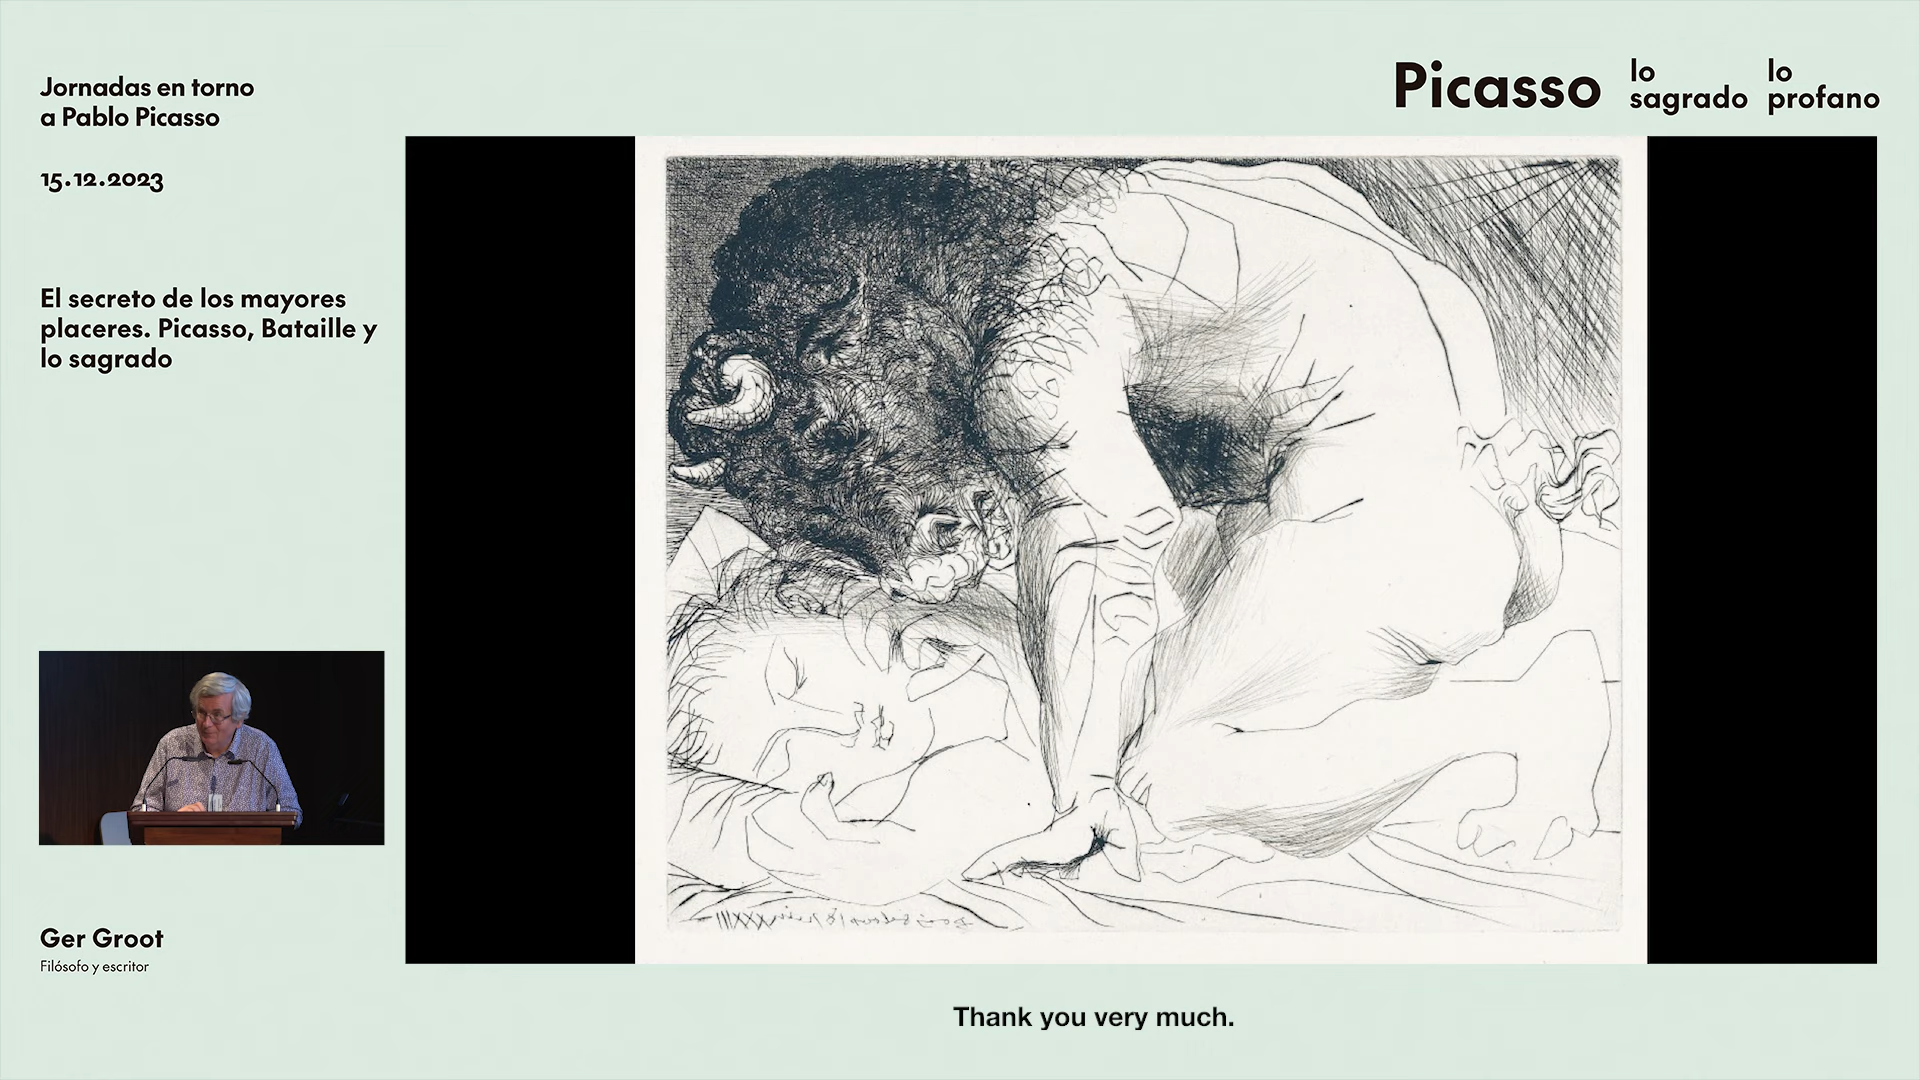 Jornadas en torno
a Pablo Picasso
15.12.2023
Picasso
lo
sagrado
lo
profano
El secreto de los mayores
placeres. Picasso, Bataille y
lo sagrado
Ger Groot
Filósofo y escritor
Thank you very much.